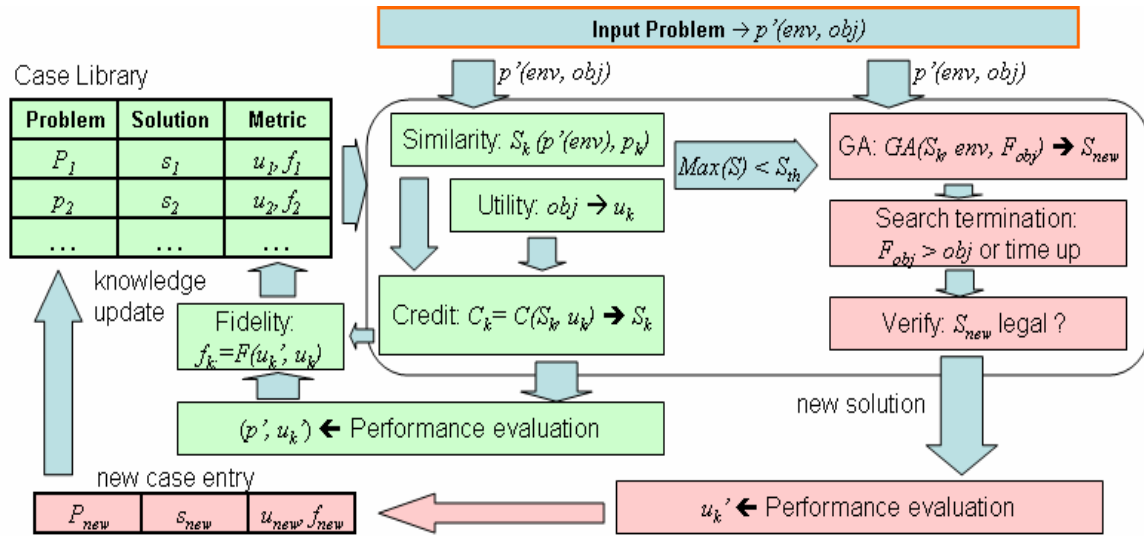 Input Problem → p’(env, obj)
p’(env, obj)
p’(env, obj)
Case Library
Problem Solution Metric
P1 s1 u1, f1
p2 s2 u2, f2
... ... ...
Similarity: Sk (p’(env), pk)
Max(S) < Sth
GA: GA(Sk, env, Fobj) ➔ Snew
Utility: obj → uk
Search termination:
Fobj > obj or time up
knowledge
update
Fidelity:
fk=F(uk’, uk)
Credit: Ck= C(Sk, uk) ➔ Sk
Verify: Snew legal ?
new solution
(p’, uk’) 🡸 Performance evaluation
new case entry
Pnew snew unew, fnew
uk’ 🡸 Performance evaluation